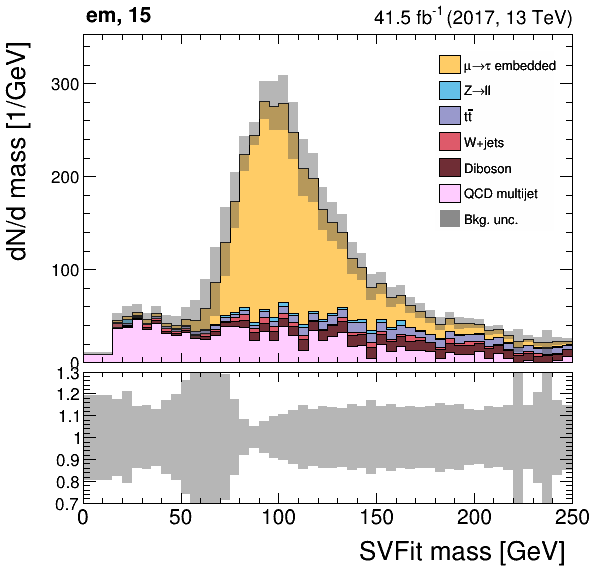 em, 15
41.5 fb⁻¹ (2017, 13 TeV)
dN/d mass [1/GeV]
300
200
100
0
μ→τ embedded
Z→ll
tt̄
W+jets
Diboson
QCD multijet
Bkg. unc.
1.3
1.2
1.1
1
0.9
0.8
0.7
0 50 100 150 200 250
SVFit mass [GeV]